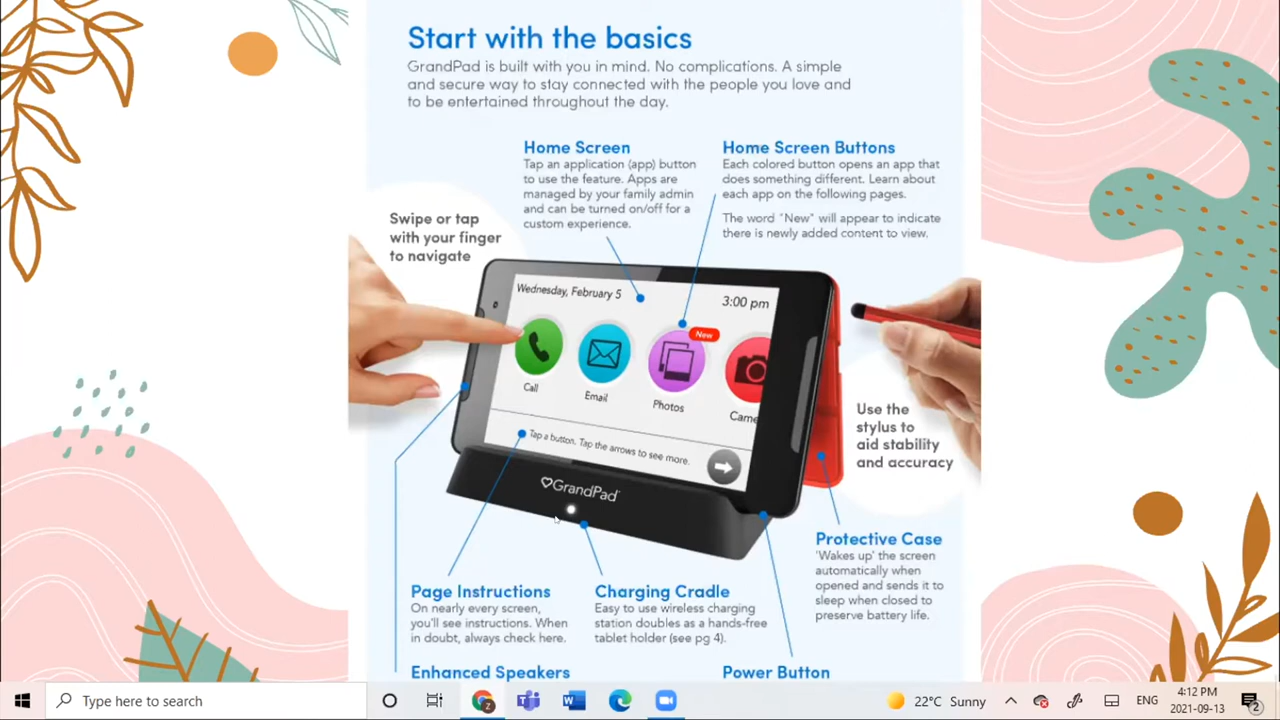 Start with the basics
GrandPad is built with you in mind. No complications. A simple
and secure way to stay connected with the people you love and
to be entertained throughout the day.
Home Screen
Tap an application (app) button
to use the feature. Apps are
managed by your family admin
and can be turned on/off for a
custom experience.
Home Screen Buttons
Each colored button opens an app that
does something different. Learn about
each app on the following pages.
The word "New" will appear to indicate
there is newly added content to view.
Swipe or tap
with your finger
to navigate
Wednesday, February 5
3:00 pm
New
Call
Email
Photos
Came
Tap a button. Tap the arrows to see more.
GrandPad
Use the
stylus to
aid stability
and accuracy
Protective Case
'Wakes up' the screen
automatically when
opened and sends it to
sleep when closed to
preserve battery life.
Page Instructions
On nearly every screen,
you'll see instructions. When
in doubt, always check here.
Charging Cradle
Easy to use wireless charging
station doubles as a hands-free
tablet holder (see pg 4).
Enhanced Speakers
Power Button
Type here to search
22°C Sunny
ENG
4:12 PM
2021-09-13
2